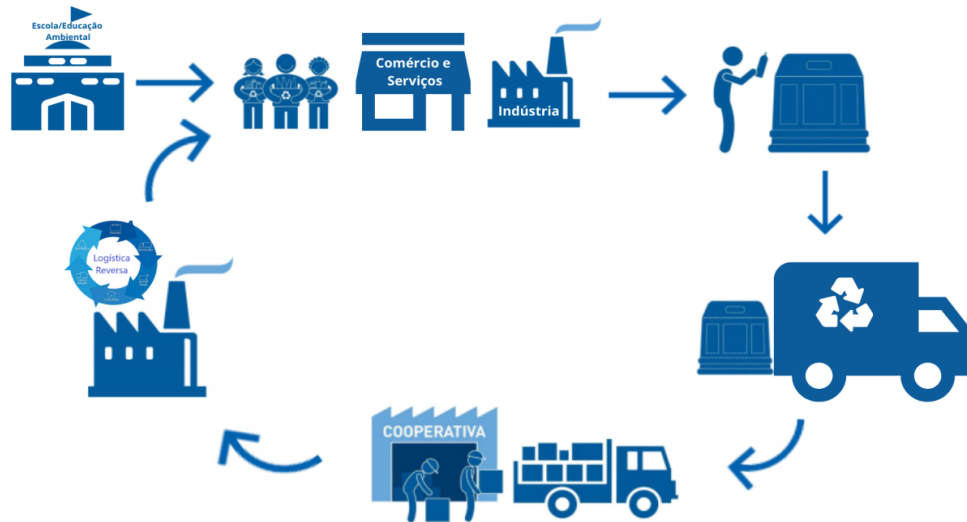 Escola/Educação
Ambiental
Comércio e
Serviços
Indústria
Logística
Reversa
COOPERATIVA